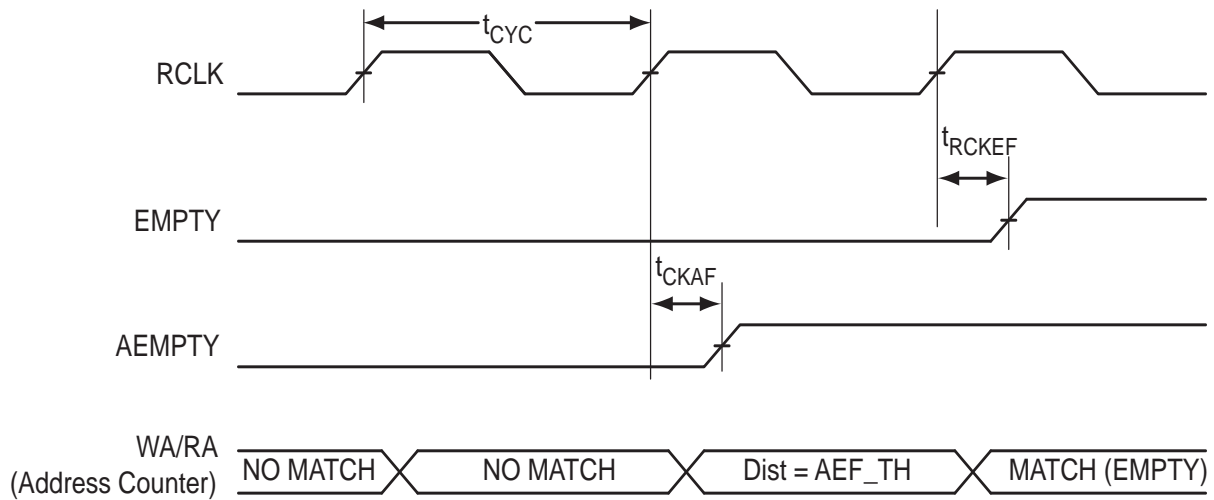 tCYC
RCLK
tRCKEF
EMPTY
tCKAF
AEMPTY
WA/RA
(Address Counter)
NO MATCH
NO MATCH
Dist = AEF_TH
MATCH (EMPTY)